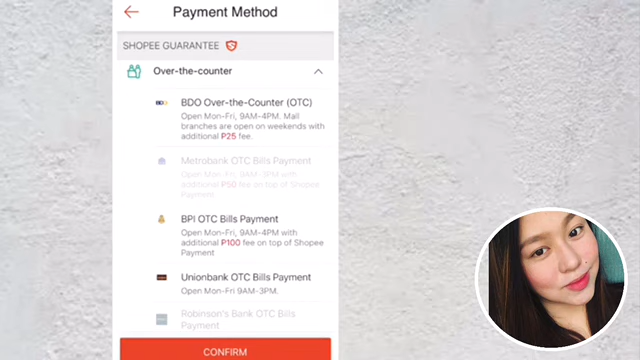 Payment Method
SHOPEE GUARANTEE
Over-the-counter
BDO Over-the-Counter (OTC)
Open Mon-Fri, 9AM-4PM. Mall
branches are open on weekends with
additional ₱25 fee.
Metrobank OTC Bills Payment
Open Mon-Fri, 9AM-3PM with
additional ₱50 fee on top of Shopee
Payment
BPI OTC Bills Payment
Open Mon-Fri, 9AM-4PM with
additional ₱100 fee on top of Shopee
Payment
Unionbank OTC Bills Payment
Open Mon-Fri 9AM-3PM.
Robinson's Bank OTC Bills
Payment
CONFIRM